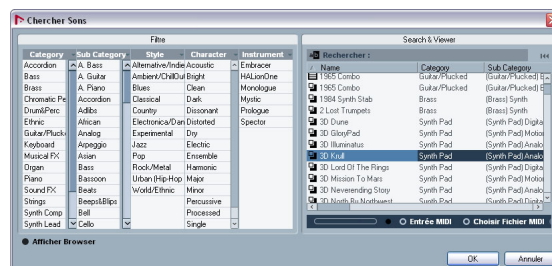 Chercher Sons
Filtre
Search & Viewer
Category Sub Category Style Character Instrument
Accordion A. Bass Alternative/Indie Acoustic Embracer
Bass A. Guitar Ambient/ChillOut Bright HALionOne
Brass A. Piano Blues Clean Monologue
Chromatic Pe Accordion Classical Dark Mystic
Drum&Perc Adlibs Country Dissonant Prologue
Ethnic African Electronica/Dan Distorted Spector
Guitar/Plucke Analog Experimental Dry
Keyboard Arpeggio Jazz Electric
Musical FX Asian Pop Ensemble
Organ Bass Rock/Metal Harmonic
Piano Bassoon Urban (Hip-Hop Major
Sound FX Beats World/Ethnic Minor
Strings Beeps&Blips Percussive
Synth Comp Bell Processed
Synth Lead Cello Single
Rechercher :
Name Category Sub Category
1965 Combo Guitar/Plucked (Guitar/Plucked) E
1965 Combo Guitar/Plucked (Guitar/Plucked) E
1984 Synth Stab Brass (Brass) Synth
2 Lost Trumpets Brass (Brass) Synth
3D Dune Synth Pad (Synth Pad) Digita
3D GloryPad Synth Pad (Synth Pad) Motion
3D Illuminatus Synth Pad (Synth Pad) Analo
3D Krull Synth Pad (Synth Pad) Analo
3D Lord Of The Rings Synth Pad (Synth Pad) Digita
3D Mission To Mars Synth Pad (Synth Pad) Motion
3D Neverending Story Synth Pad (Synth Pad) Analo
3D North By Northwest Synth Pad (Synth Pad) Digita
Entrée MIDI Choisir Fichier MIDI
Afficher Browser
OK Annuler